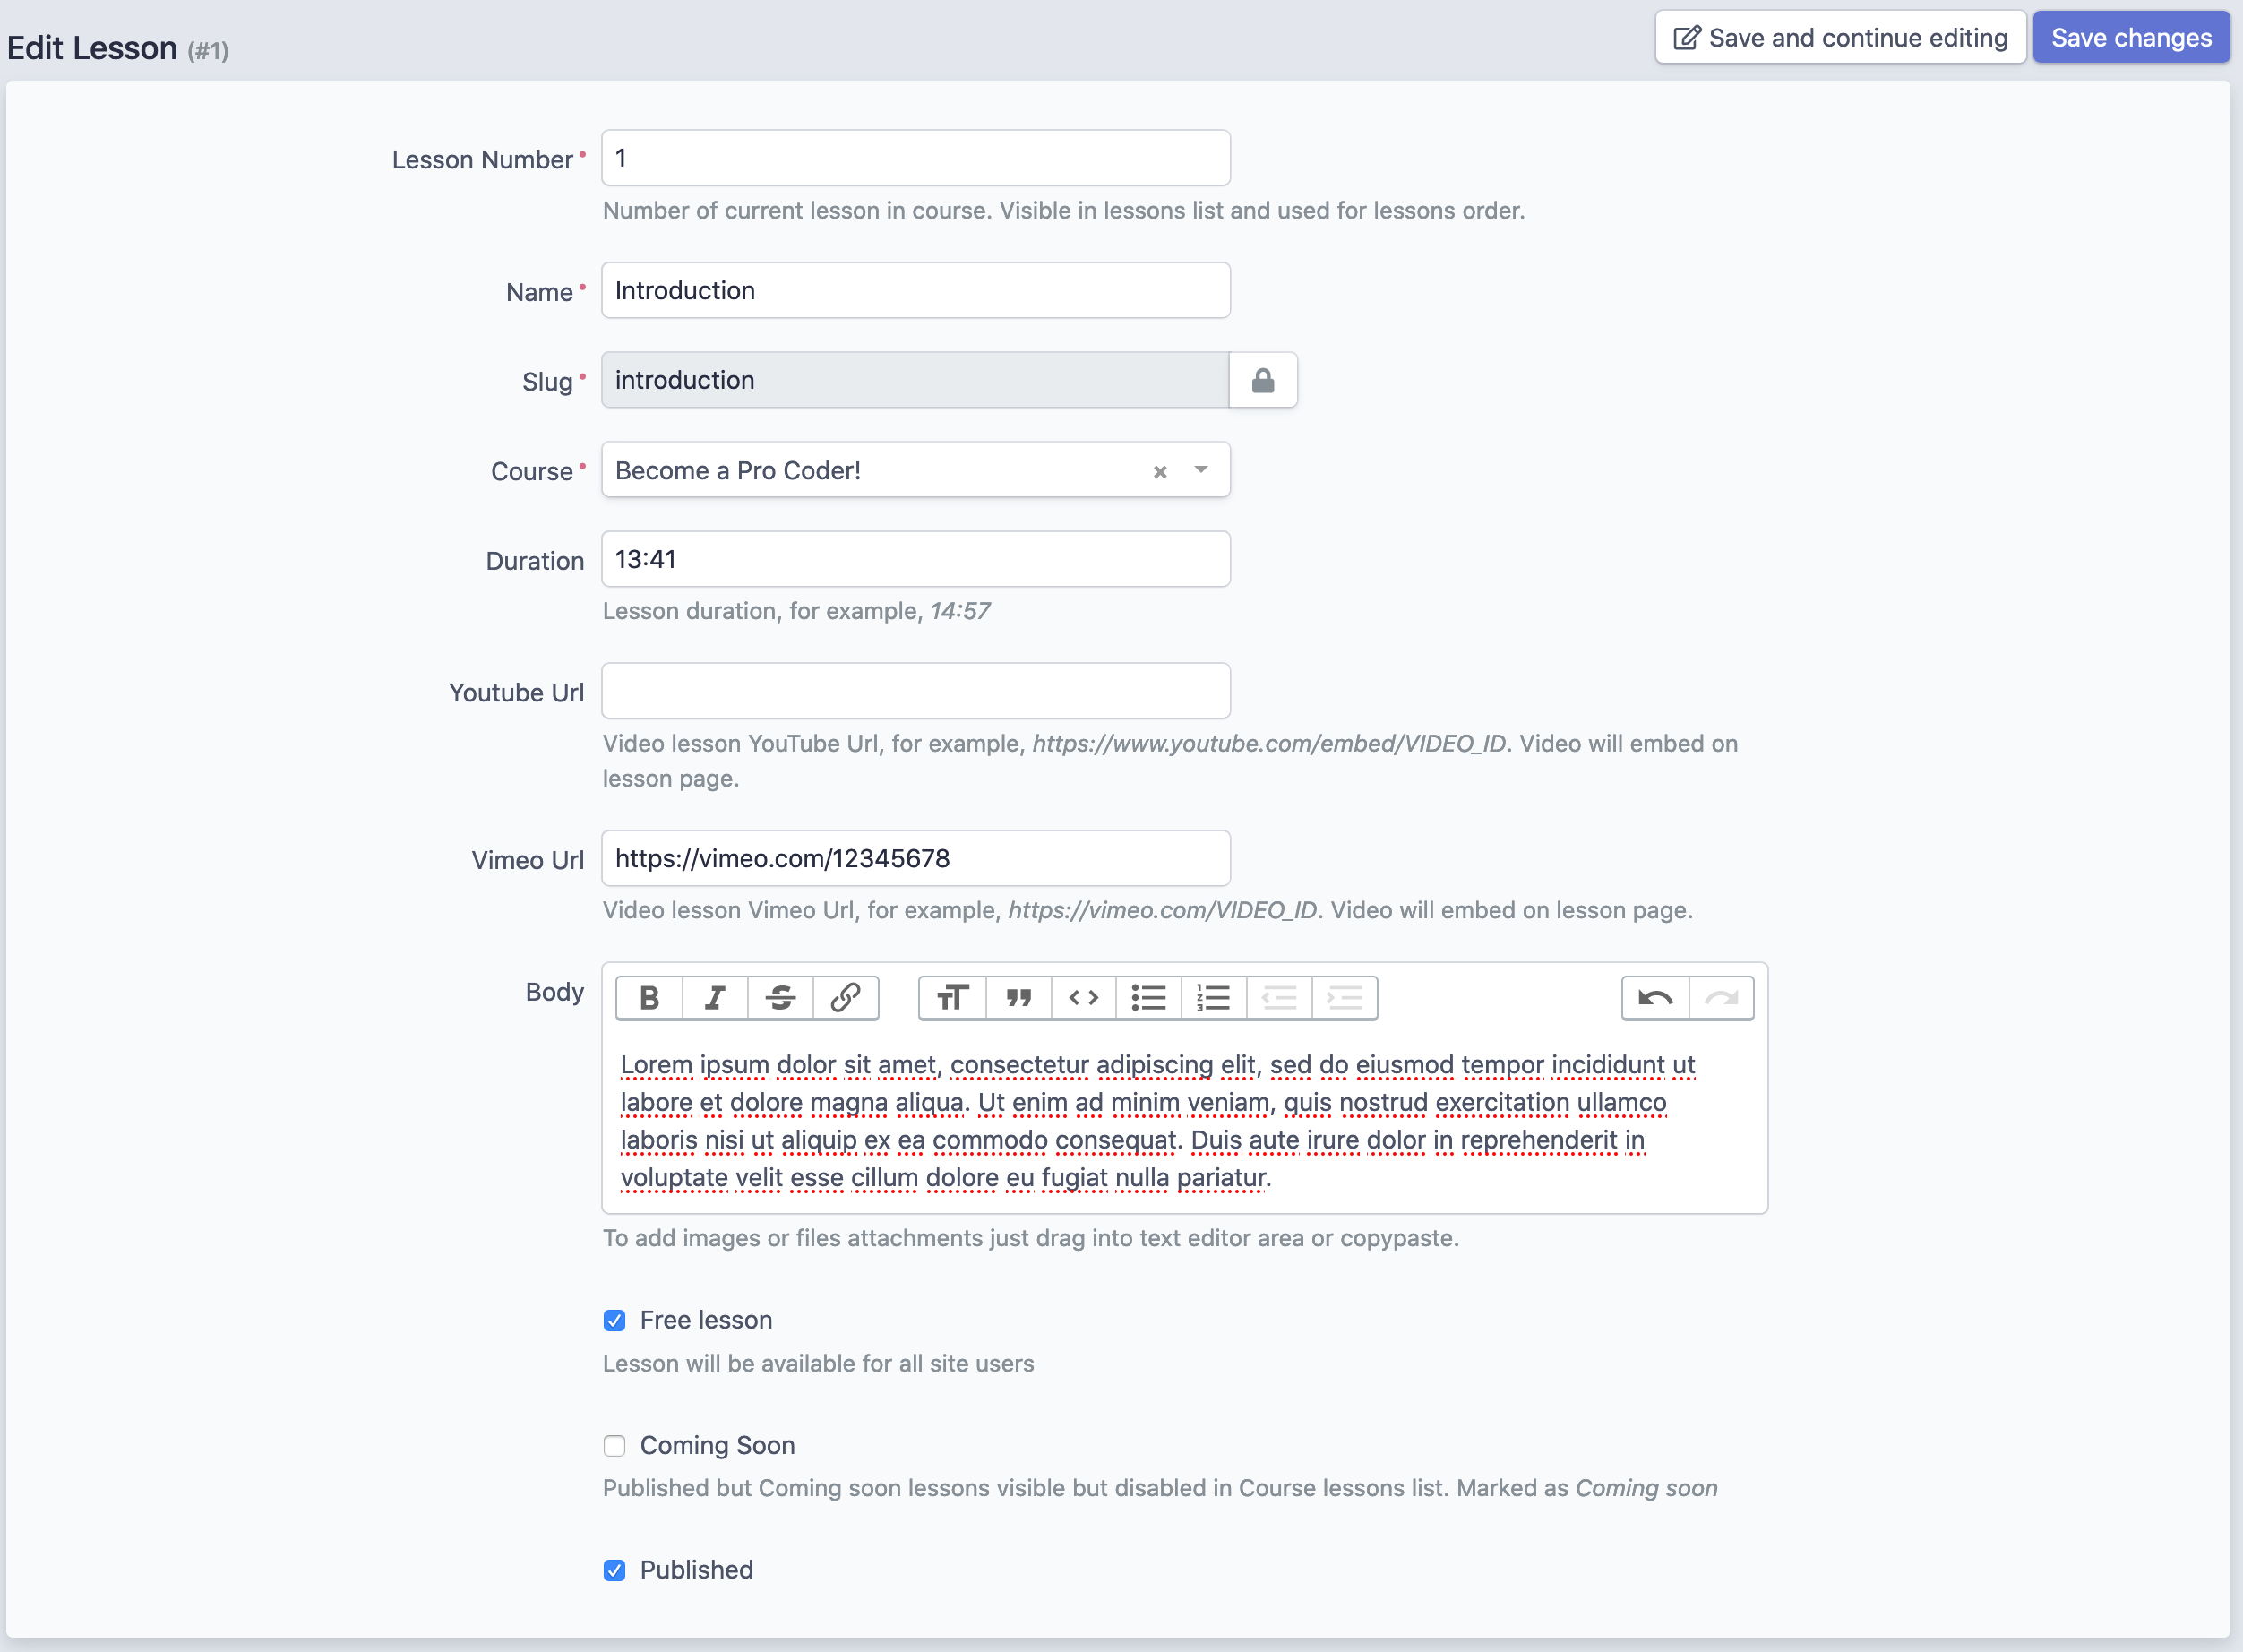 Edit Lesson (#1)
Save and continue editing
Save changes
Lesson Number
1
Number of current lesson in course. Visible in lessons list and used for lessons order.
Name
Introduction
Slug
introduction
Course
Become a Pro Coder!
Duration
13:41
Lesson duration, for example, 14:57
Youtube Url
Video lesson YouTube Url, for example, https://www.youtube.com/embed/VIDEO_ID. Video will embed on
lesson page.
Vimeo Url
https://vimeo.com/12345678
Video lesson Vimeo Url, for example, https://vimeo.com/VIDEO_ID. Video will embed on lesson page.
Body
Lorem ipsum dolor sit amet, consectetur adipiscing elit, sed do eiusmod tempor incididunt ut
labore et dolore magna aliqua. Ut enim ad minim veniam, quis nostrud exercitation ullamco
laboris nisi ut aliquip ex ea commodo consequat. Duis aute irure dolor in reprehenderit in
voluptate velit esse cillum dolore eu fugiat nulla pariatur.
To add images or files attachments just drag into text editor area or copypaste.
Free lesson
Lesson will be available for all site users
Coming Soon
Published but Coming soon lessons visible but disabled in Course lessons list. Marked as Coming soon
Published